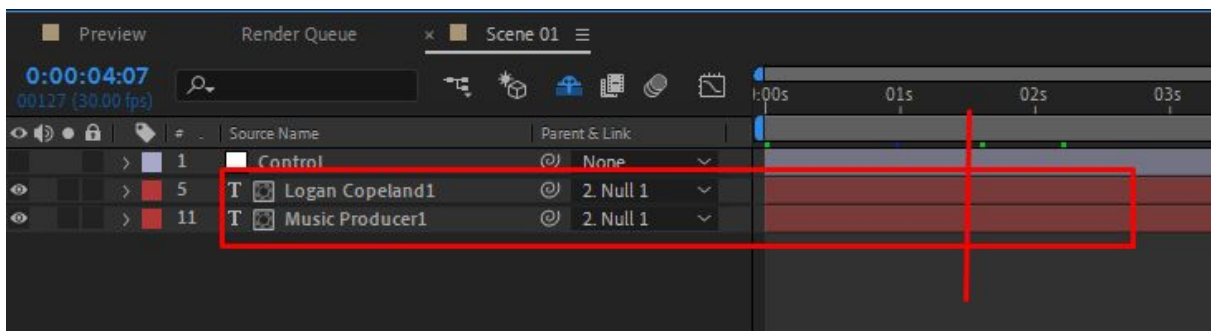 Preview Render Queue × Scene 01 ≡
0:00:04:07
00127 (30.00 fps)
:00s 01s 02s 03s
# . Source Name Parent & Link
1 Control None
5 T Logan Copeland1 2. Null 1
11 T Music Producer1 2. Null 1